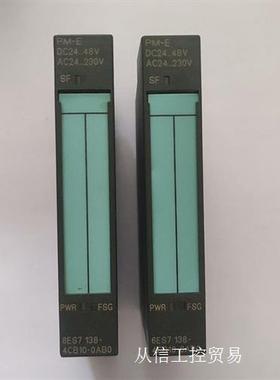 PM-E
DC24..48V
AC24..230V
SF
PWR
FSG
6ES7 138-
4CB10-0AB0
PM-E
DC24..48V
AC24..230V
SF
PWR
FSG
6ES7 138-
从信工控贸易